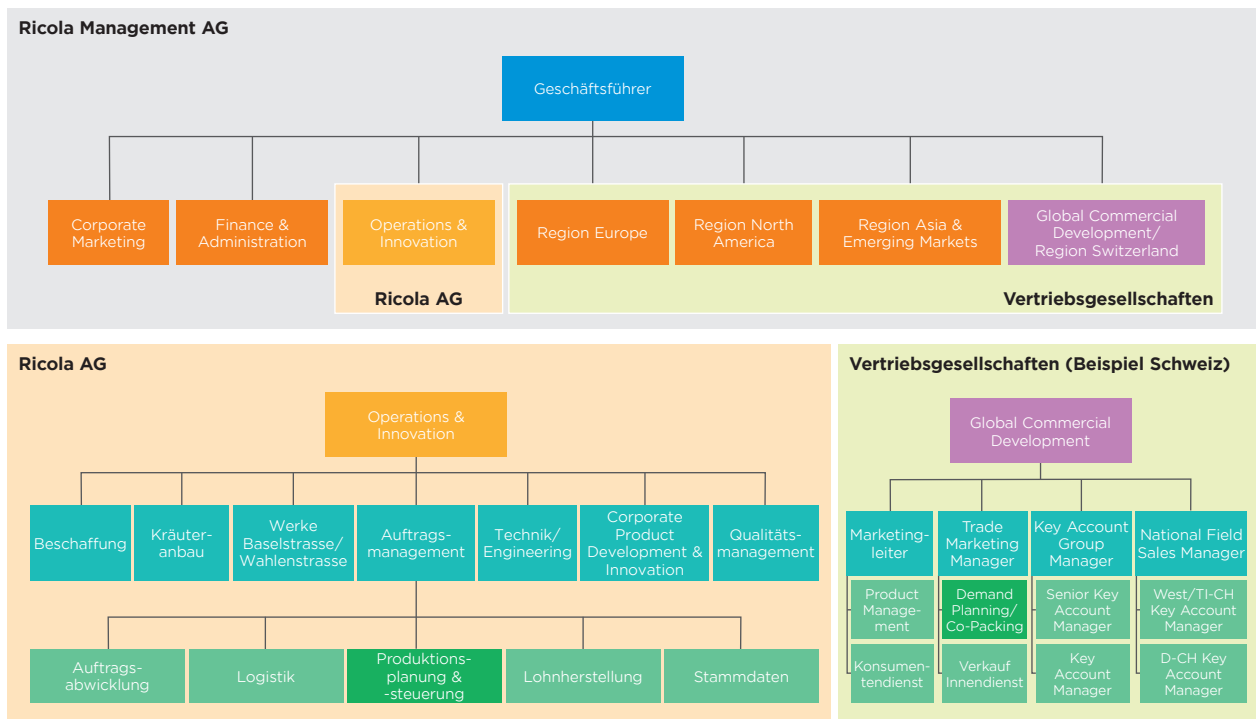 Ricola Management AG
Geschäftsführer
Corporate
Marketing
Finance &
Administration
Operations &
Innovation
Region Europe
Region North
America
Region Asia &
Emerging Markets
Global Commercial
Development/
Region Switzerland
Ricola AG
Vertriebsgesellschaften
Ricola AG
Operations &
Innovation
Beschaffung
Kräuter-
anbau
Werke
Baselstrasse/
Wahlenstrasse
Auftrags-
management
Technik/
Engineering
Corporate
Product
Development &
Innovation
Qualitäts-
management
Auftrags-
abwicklung
Logistik
Produktions-
planung &
-steuerung
Lohnherstellung
Stammdaten
Vertriebsgesellschaften (Beispiel Schweiz)
Global Commercial
Development
Marketing-
leiter
Trade
Marketing
Manager
Key Account
Group
Manager
National Field
Sales Manager
Product
Manage-
ment
Demand
Planning/
Co-Packing
Senior Key
Account
Manager
West/TI-CH
Key Account
Manager
Konsumen-
tendienst
Verkauf
Innendienst
Key
Account
Manager
D-CH Key
Account
Manager